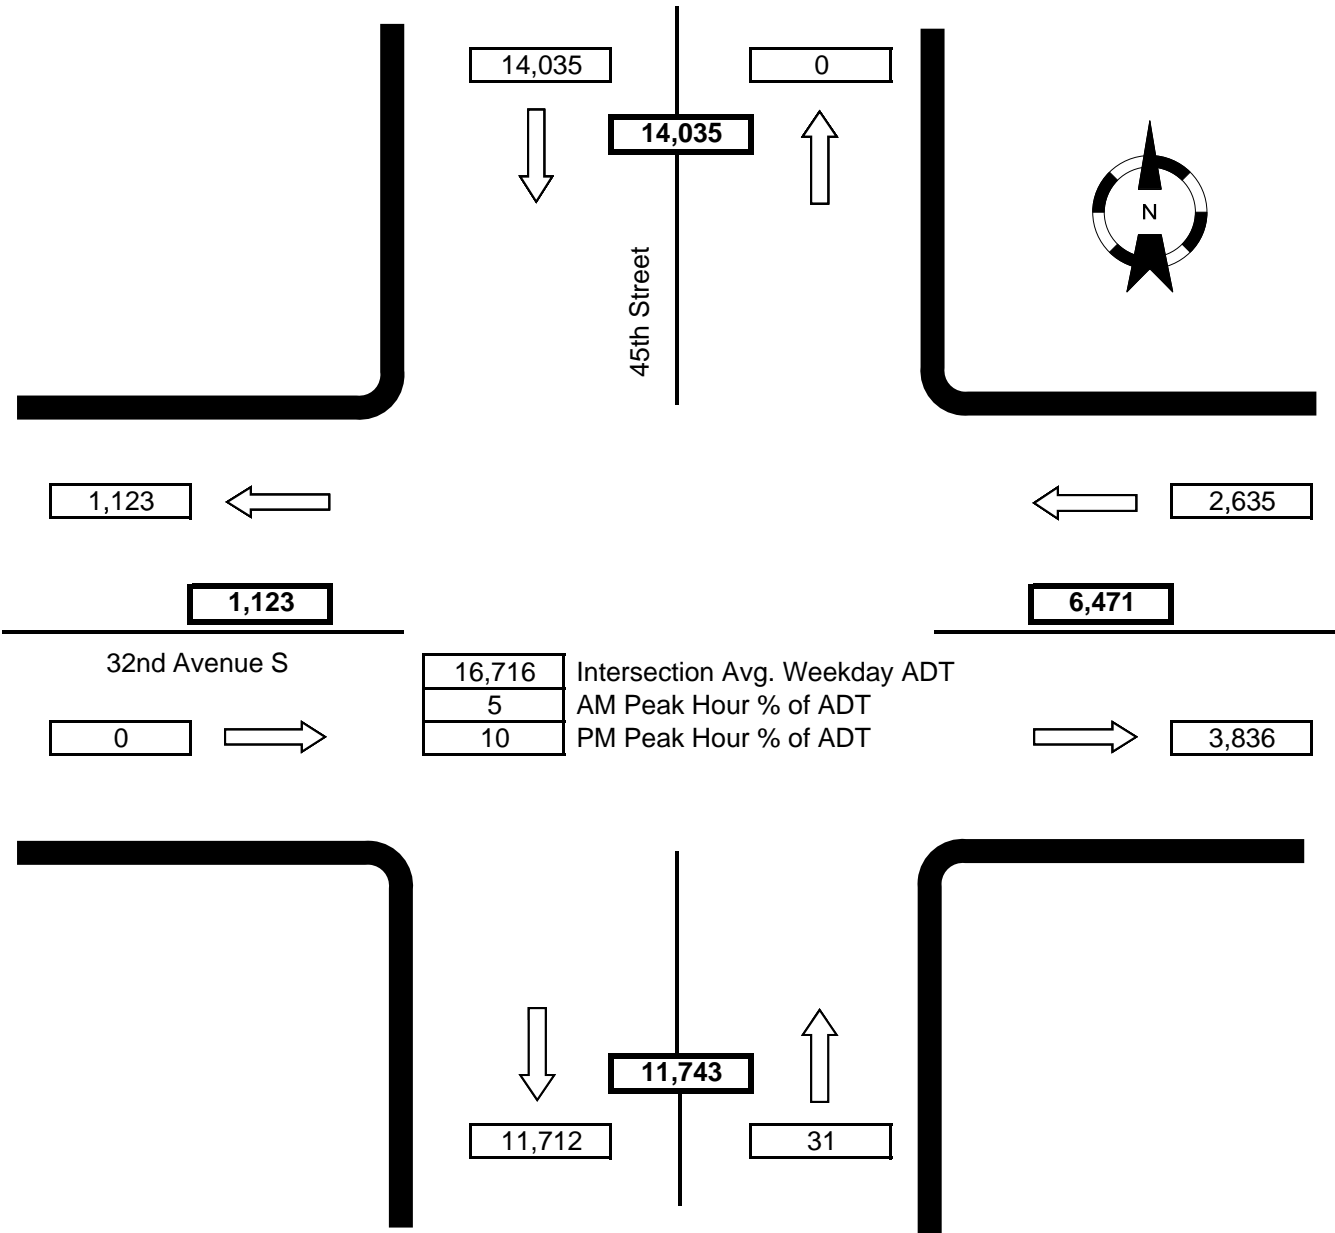 14,035
0
14,035
N
45th Street
1,123
2,635
1,123
6,471
32nd Avenue S
16,716 Intersection Avg. Weekday ADT
5 AM Peak Hour % of ADT
0
10 PM Peak Hour % of ADT
3,836
11,743
11,712
31